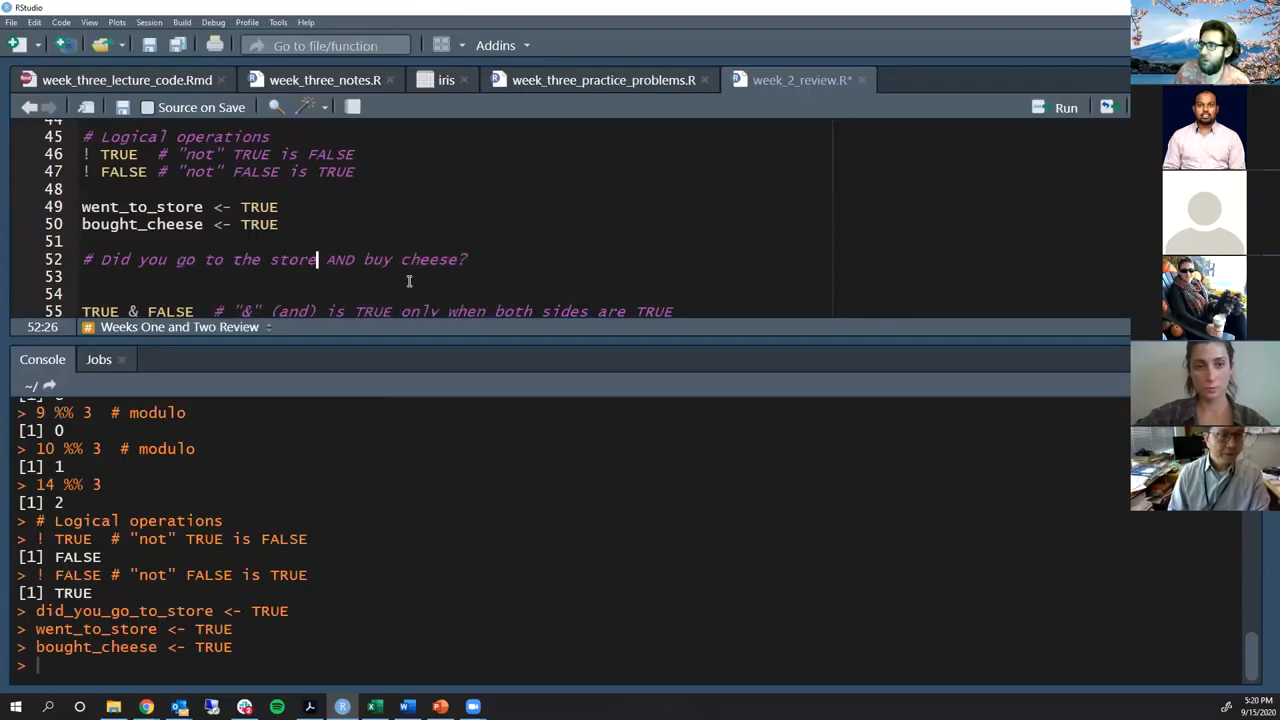 RStudio
File Edit Code View Plots Session Build Debug Profile Tools Help
Go to file/function Addins
week_three_lecture_code.Rmd week_three_notes.R iris week_three_practice_problems.R week_2_review.R*
Source on Save Run
44
45 # Logical operations
46 ! TRUE # "not" TRUE is FALSE
47 ! FALSE # "not" FALSE is TRUE
48
49 went_to_store <- TRUE
50 bought_cheese <- TRUE
51
52 # Did you go to the store AND buy cheese?
53
54
55 TRUE & FALSE # "&" (and) is TRUE only when both sides are TRUE
52:26 # Weeks One and Two Review
Console Jobs
~/
> 9 %% 3 # modulo
[1] 0
> 10 %% 3 # modulo
[1] 1
> 14 %% 3
[1] 2
> # Logical operations
> ! TRUE # "not" TRUE is FALSE
[1] FALSE
> ! FALSE # "not" FALSE is TRUE
[1] TRUE
> did_you_go_to_store <- TRUE
> went_to_store <- TRUE
> bought_cheese <- TRUE
>
5:20 PM
9/15/2020